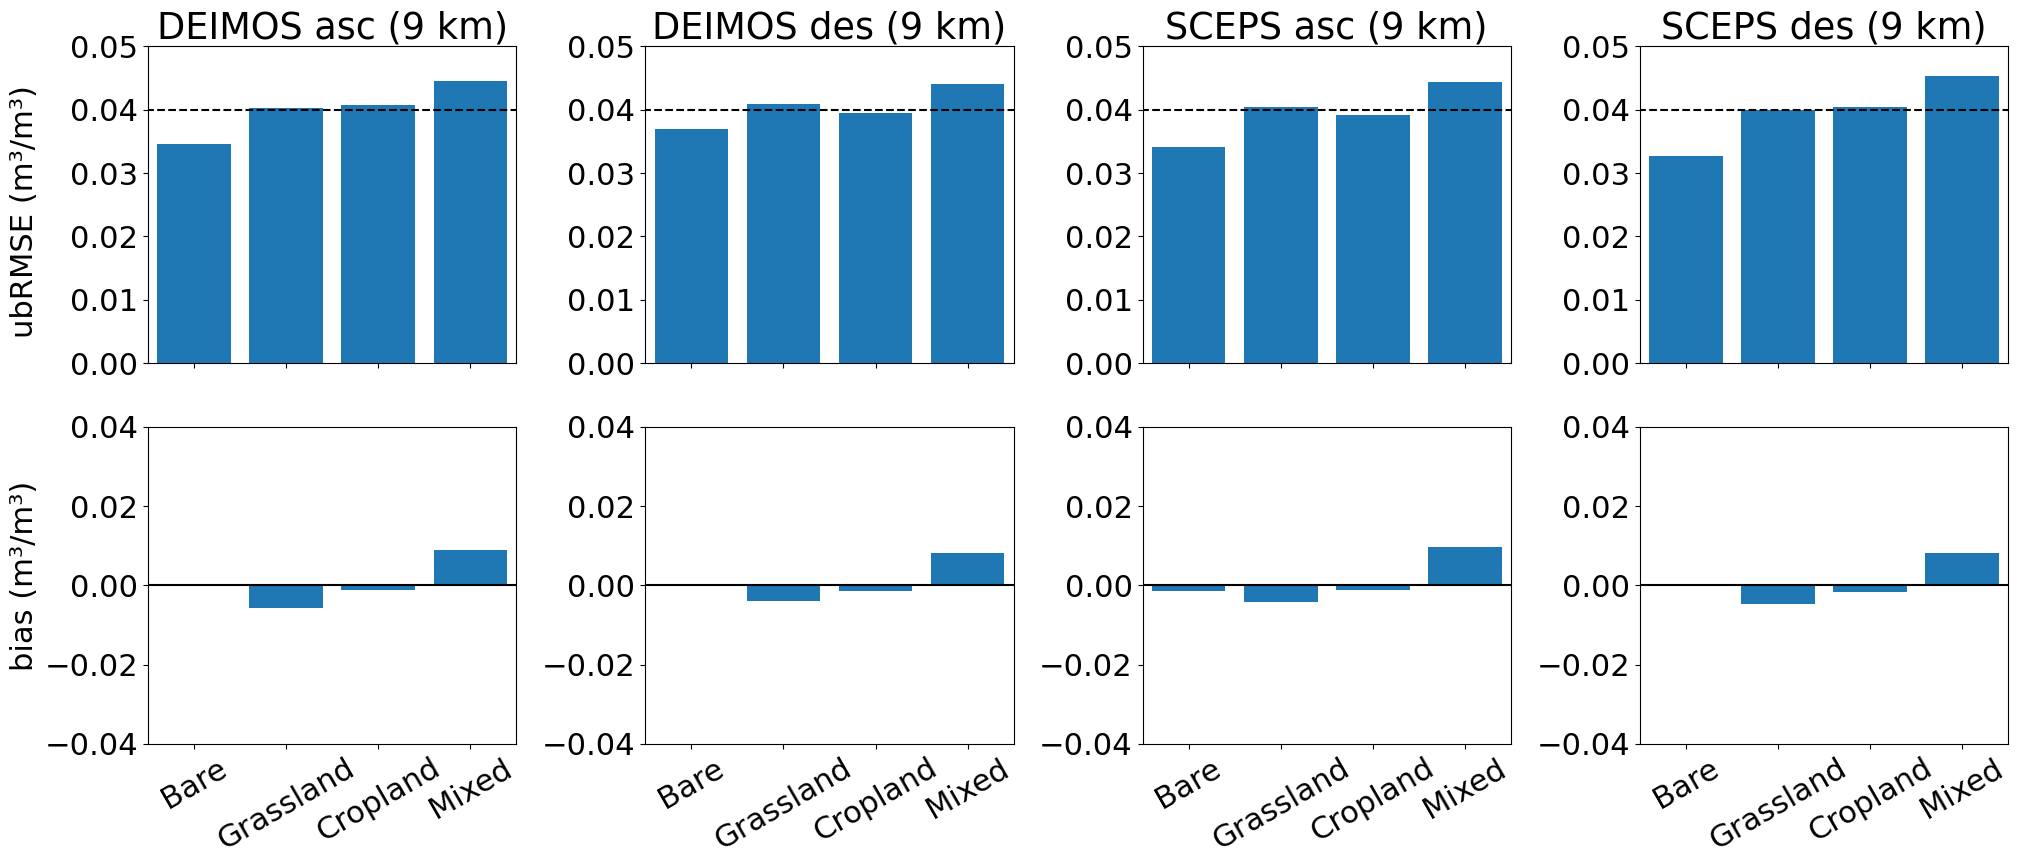 DEIMOS asc (9 km) DEIMOS des (9 km) SCEPS asc (9 km) SCEPS des (9 km)
ubRMSE (m³/m³)
0.05 0.05 0.05 0.05
0.04 0.04 0.04 0.04
0.03 0.03 0.03 0.03
0.02 0.02 0.02 0.02
0.01 0.01 0.01 0.01
0.00 0.00 0.00 0.00
bias (m³/m³)
0.04 0.04 0.04 0.04
0.02 0.02 0.02 0.02
0.00 0.00 0.00 0.00
−0.02 −0.02 −0.02 −0.02
−0.04 −0.04 −0.04 −0.04
Bare Grassland Cropland Mixed Bare Grassland Cropland Mixed Bare Grassland Cropland Mixed Bare Grassland Cropland Mixed